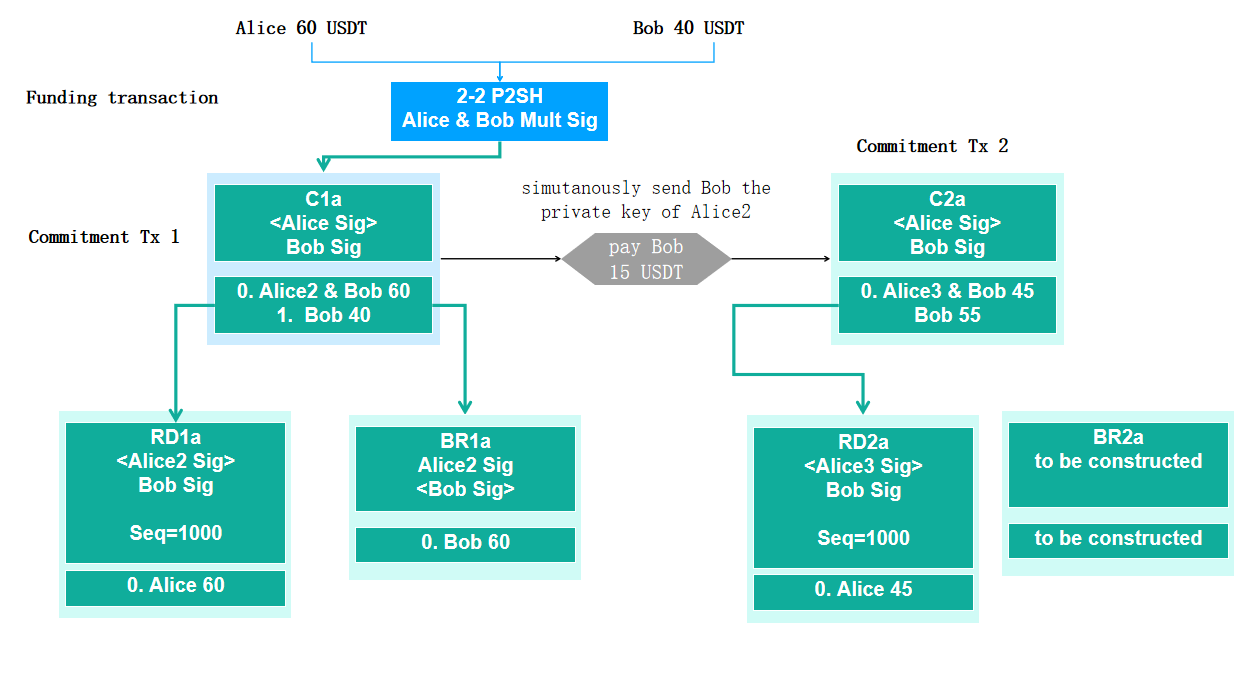 Alice 60 USDT
Bob 40 USDT
Funding transaction
2-2 P2SH
Alice & Bob Mult Sig
Commitment Tx 2
Commitment Tx 1
C1a
<Alice Sig>
Bob Sig
0. Alice2 & Bob 60
1. Bob 40
simutanously send Bob the
private key of Alice2
pay Bob
15 USDT
C2a
<Alice Sig>
Bob Sig
0. Alice3 & Bob 45
Bob 55
RD1a
<Alice2 Sig>
Bob Sig
Seq=1000
0. Alice 60
BR1a
Alice2 Sig
<Bob Sig>
0. Bob 60
RD2a
<Alice3 Sig>
Bob Sig
Seq=1000
0. Alice 45
BR2a
to be constructed
to be constructed